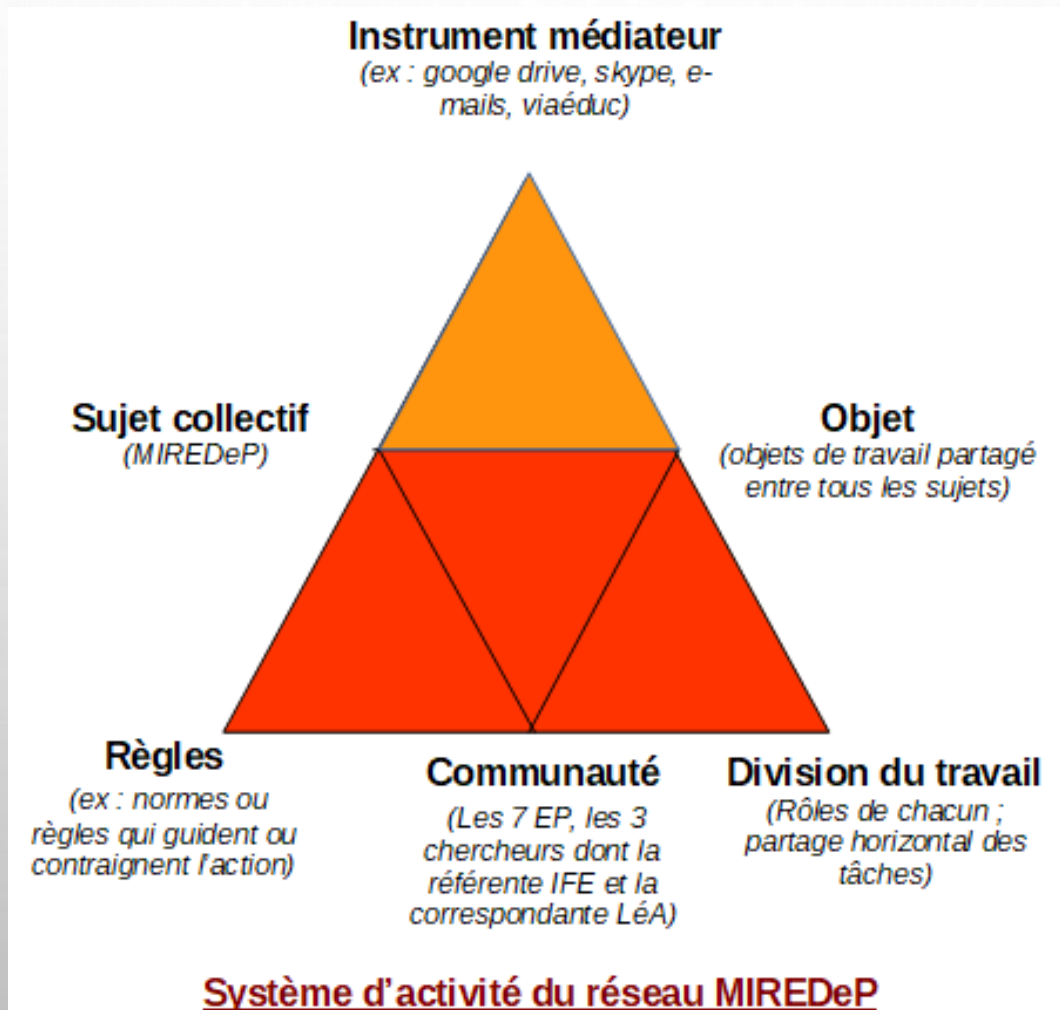 Instrument médiateur
(ex : google drive, skype, e-
mails, viaéduc)
Sujet collectif
(MIREDeP)
Objet
(objets de travail partagé
entre tous les sujets)
Règles
(ex : normes ou
règles qui guident ou
contraignent l'action)
Communauté
(Les 7 EP, les 3
chercheurs dont la
référente IFE et la
correspondante LéA)
Division du travail
(Rôles de chacun ;
partage horizontal des
tâches)
Système d'activité du réseau MIREDeP